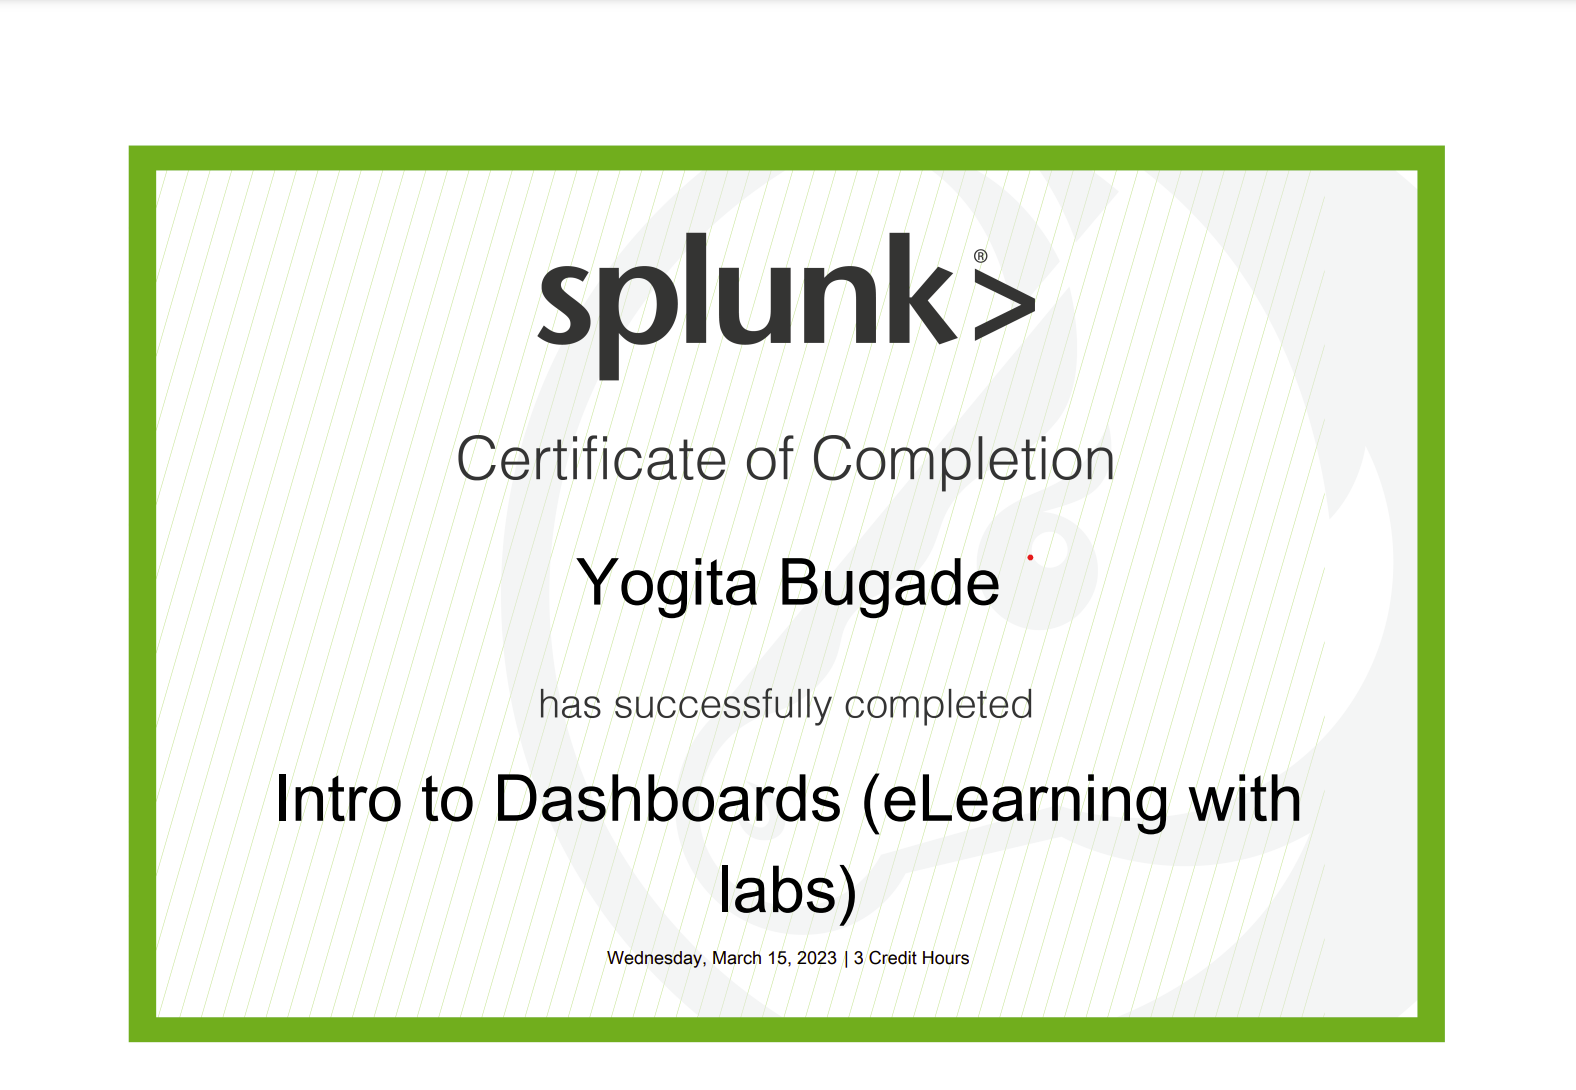 splunk>®
Certificate of Completion
Yogita Bugade
has successfully completed
Intro to Dashboards (eLearning with
labs)
Wednesday, March 15, 2023 | 3 Credit Hours